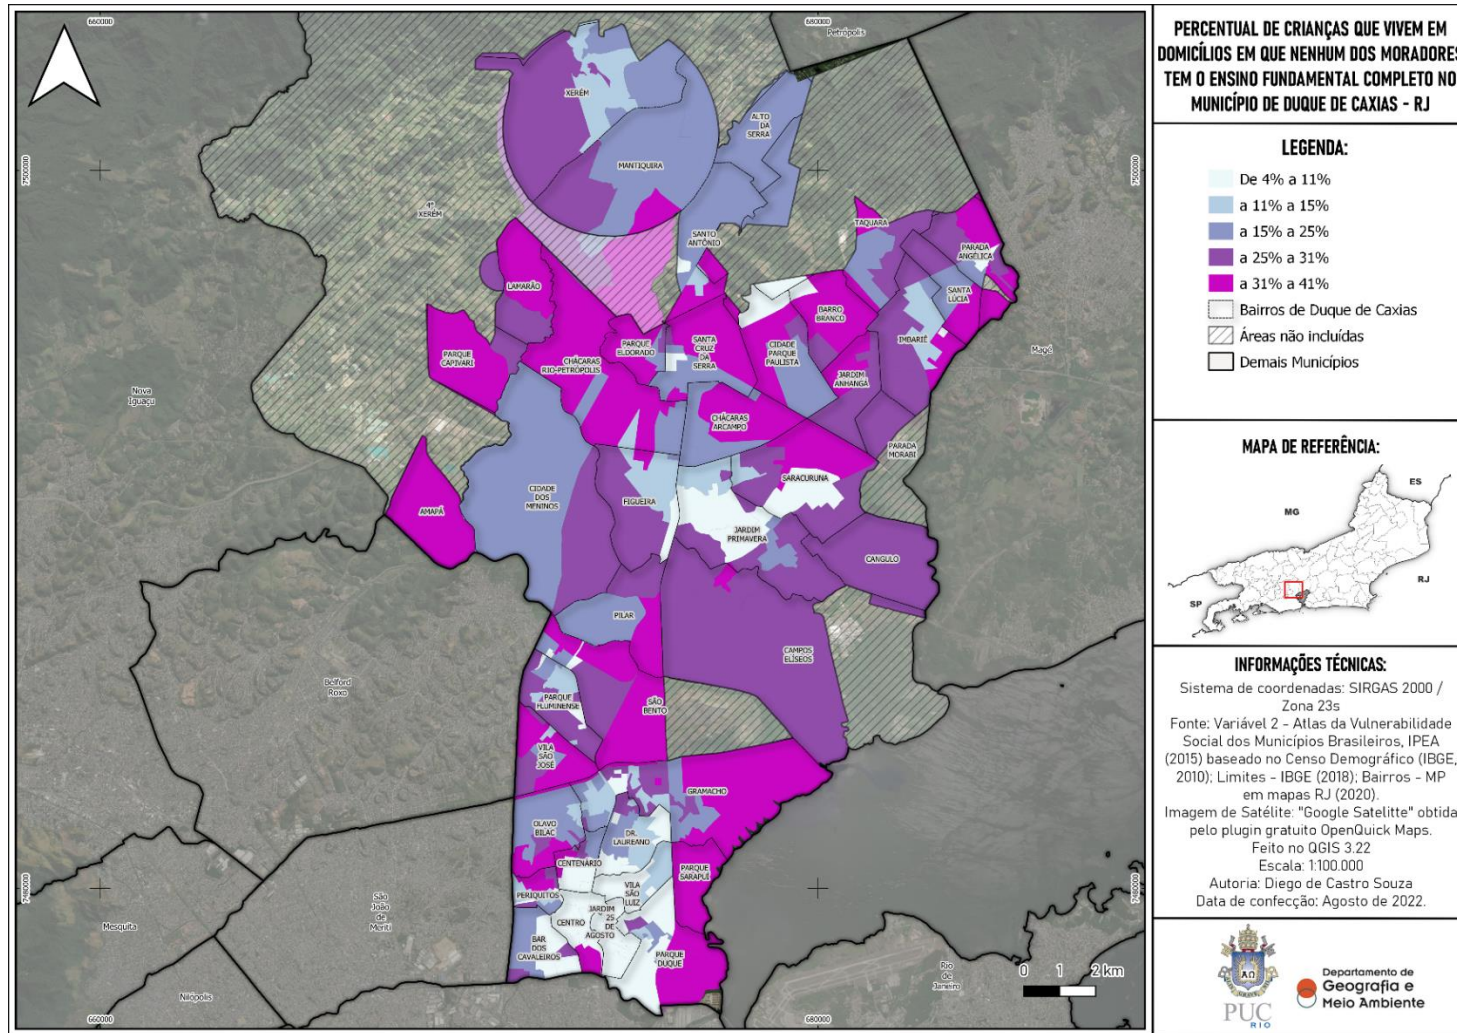 660000
680000
Petrópolis
7500000
7500000
XERÉM
ALTO
DA
SERRA
MANTIQUIRA
4º
XERÉM
TAQUARA
SANTO
ANTÔNIO
PARADA
ANGÉLICA
LAMARÃO
SANTA
LÚCIA
BARRO
BRANCO
IMBARIÊ
PARQUE
ELDORADO
SANTA
CRUZ
DA
SERRA
CIDADE
PARQUE
PAULISTA
PARQUE
CAPIVARI
CHÁCARAS
RIO-PETRÓPOLIS
JARDIM
ANHANGÁ
Magé
Nova
Iguaçu
CHÁCARAS
ARCAMPO
PARADA
MORABI
SARACURUNA
CIDADE
DOS
MENINOS
FIGUEIRA
AMAPÁ
JARDIM
PRIMAVERA
CANGULO
PILAR
CAMPOS
ELÍSEOS
Belford
Roxo
PARQUE
FLUMINENSE
SÃO
BENTO
VILA
SÃO
JOSÉ
GRAMACHO
OLAVO
BILAC
DR.
LAUREANO
CENTENÁRIO
PARQUE
SARAPUÍ
PERIQUITOS
VILA
SÃO
LUIZ
7480000
7480000
São
João
de
Meriti
JARDIM
25
DE
AGOSTO
CENTRO
Mesquita
BAR
DOS
CAVALEIROS
PARQUE
DUQUE
Rio
de
Janeiro
Nilópolis
0 1 2 km
660000
680000
PERCENTUAL DE CRIANÇAS QUE VIVEM EM
DOMICÍLIOS EM QUE NENHUM DOS MORADORES
TEM O ENSINO FUNDAMENTAL COMPLETO NO
MUNICÍPIO DE DUQUE DE CAXIAS - RJ
LEGENDA:
De 4% a 11%
a 11% a 15%
a 15% a 25%
a 25% a 31%
a 31% a 41%
Bairros de Duque de Caxias
Áreas não incluídas
Demais Municípios
MAPA DE REFERÊNCIA:
ES
MG
RJ
SP
INFORMAÇÕES TÉCNICAS:
Sistema de coordenadas: SIRGAS 2000 /
Zona 23s
Fonte: Variável 2 - Atlas da Vulnerabilidade
Social dos Municípios Brasileiros, IPEA
(2015) baseado no Censo Demográfico (IBGE,
2010); Limites - IBGE (2018); Bairros - MP
em mapas RJ (2020).
Imagem de Satélite: "Google Satelitte" obtida
pelo plugin gratuito OpenQuick Maps.
Feito no QGIS 3.22
Escala: 1:100.000
Autoria: Diego de Castro Souza
Data de confecção: Agosto de 2022.
PUC
RIO
Departamento de
Geografia e
Meio Ambiente